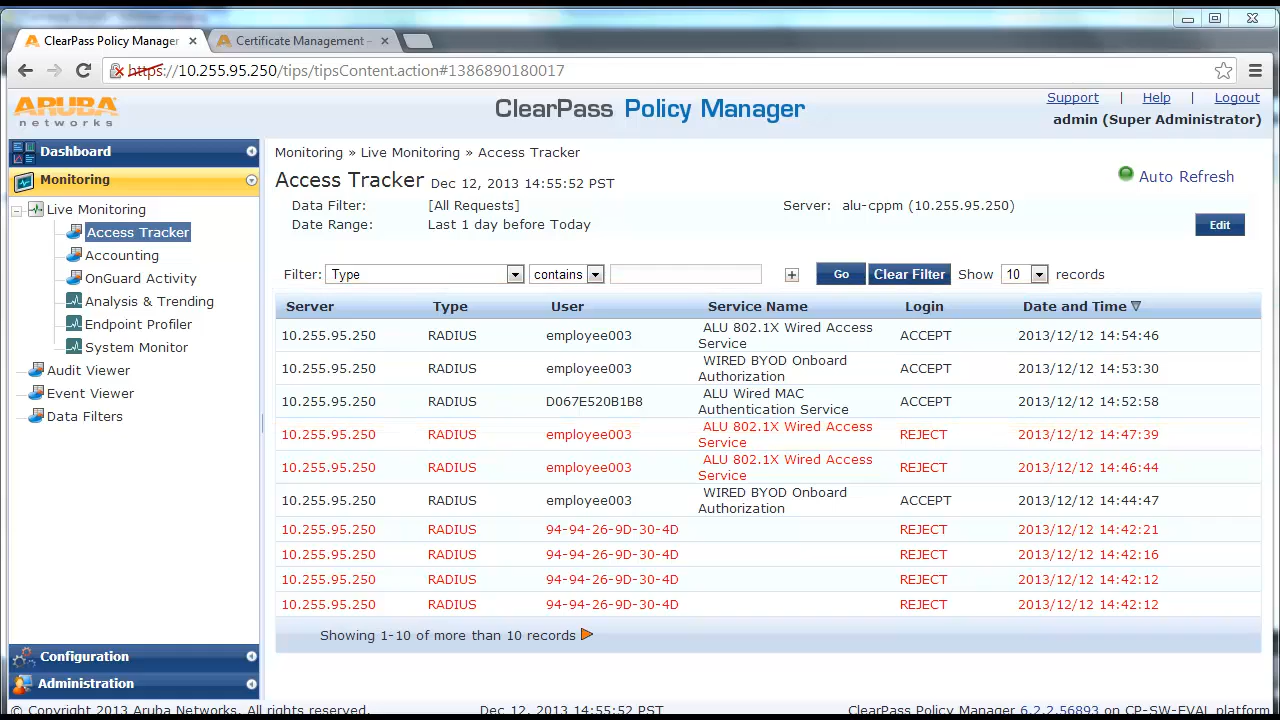 ClearPass Policy Manager
Certificate Management -
https://10.255.95.250/tips/tipsContent.action#1386890180017
ARUBA
networks
ClearPass Policy Manager
Support | Help | Logout
admin (Super Administrator)
Dashboard
Monitoring
Live Monitoring
Access Tracker
Accounting
OnGuard Activity
Analysis & Trending
Endpoint Profiler
System Monitor
Audit Viewer
Event Viewer
Data Filters
Configuration
Administration
Monitoring » Live Monitoring » Access Tracker
Access Tracker Dec 12, 2013 14:55:52 PST
Auto Refresh
Data Filter: [All Requests] Server: alu-cppm (10.255.95.250)
Date Range: Last 1 day before Today
Edit
Filter: Type contains + Go Clear Filter Show 10 records
Server Type User Service Name Login Date and Time
10.255.95.250 RADIUS employee003 ALU 802.1X Wired Access Service ACCEPT 2013/12/12 14:54:46
10.255.95.250 RADIUS employee003 WIRED BYOD Onboard Authorization ACCEPT 2013/12/12 14:53:30
10.255.95.250 RADIUS D067E520B1B8 ALU Wired MAC Authentication Service ACCEPT 2013/12/12 14:52:58
10.255.95.250 RADIUS employee003 ALU 802.1X Wired Access Service REJECT 2013/12/12 14:47:39
10.255.95.250 RADIUS employee003 ALU 802.1X Wired Access Service REJECT 2013/12/12 14:46:44
10.255.95.250 RADIUS employee003 WIRED BYOD Onboard Authorization ACCEPT 2013/12/12 14:44:47
10.255.95.250 RADIUS 94-94-26-9D-30-4D REJECT 2013/12/12 14:42:21
10.255.95.250 RADIUS 94-94-26-9D-30-4D REJECT 2013/12/12 14:42:16
10.255.95.250 RADIUS 94-94-26-9D-30-4D REJECT 2013/12/12 14:42:12
10.255.95.250 RADIUS 94-94-26-9D-30-4D REJECT 2013/12/12 14:42:12
Showing 1-10 of more than 10 records
© Copyright 2013 Aruba Networks. All rights reserved. Dec 12, 2013 14:55:52 PST ClearPass Policy Manager 6.2.2.56893 on CP-SW-EVAL platform